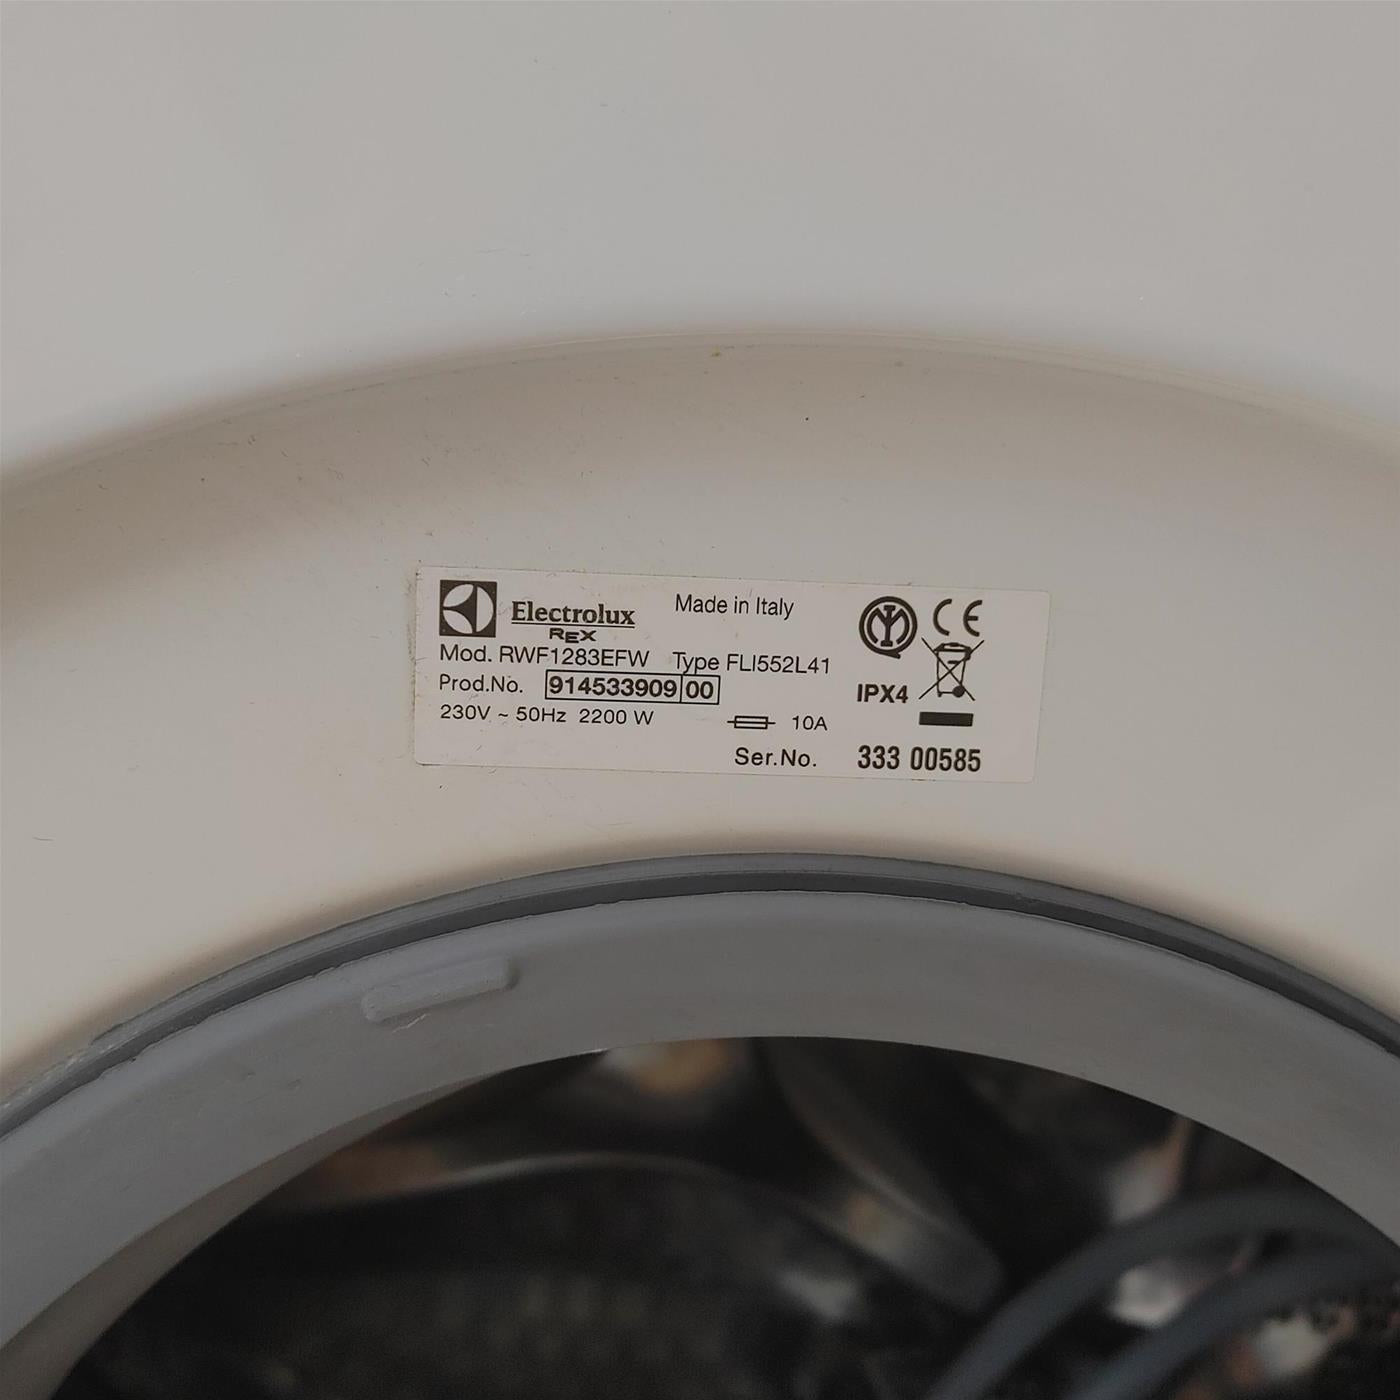 Electrolux Made in Italy
REX
Mod. RWF1283EFW Type FLI552L41
Prod.No. 914533909 00 IPX4
230V ~ 50Hz 2200 W 10A
Ser.No. 333 00585